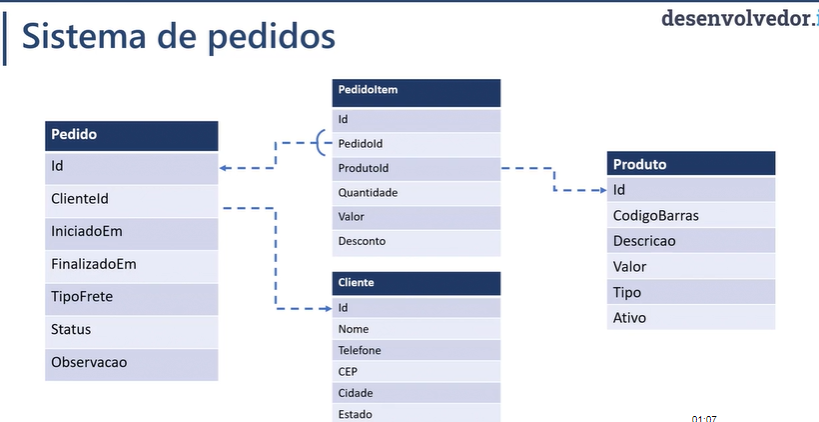 desenvolvedor.i
Sistema de pedidos
Pedido
Id
ClienteId
IniciadoEm
FinalizadoEm
TipoFrete
Status
Observacao
PedidoItem
Id
PedidoId
ProdutoId
Quantidade
Valor
Desconto
Cliente
Id
Nome
Telefone
CEP
Cidade
Estado
Produto
Id
CodigoBarras
Descricao
Valor
Tipo
Ativo
01:07